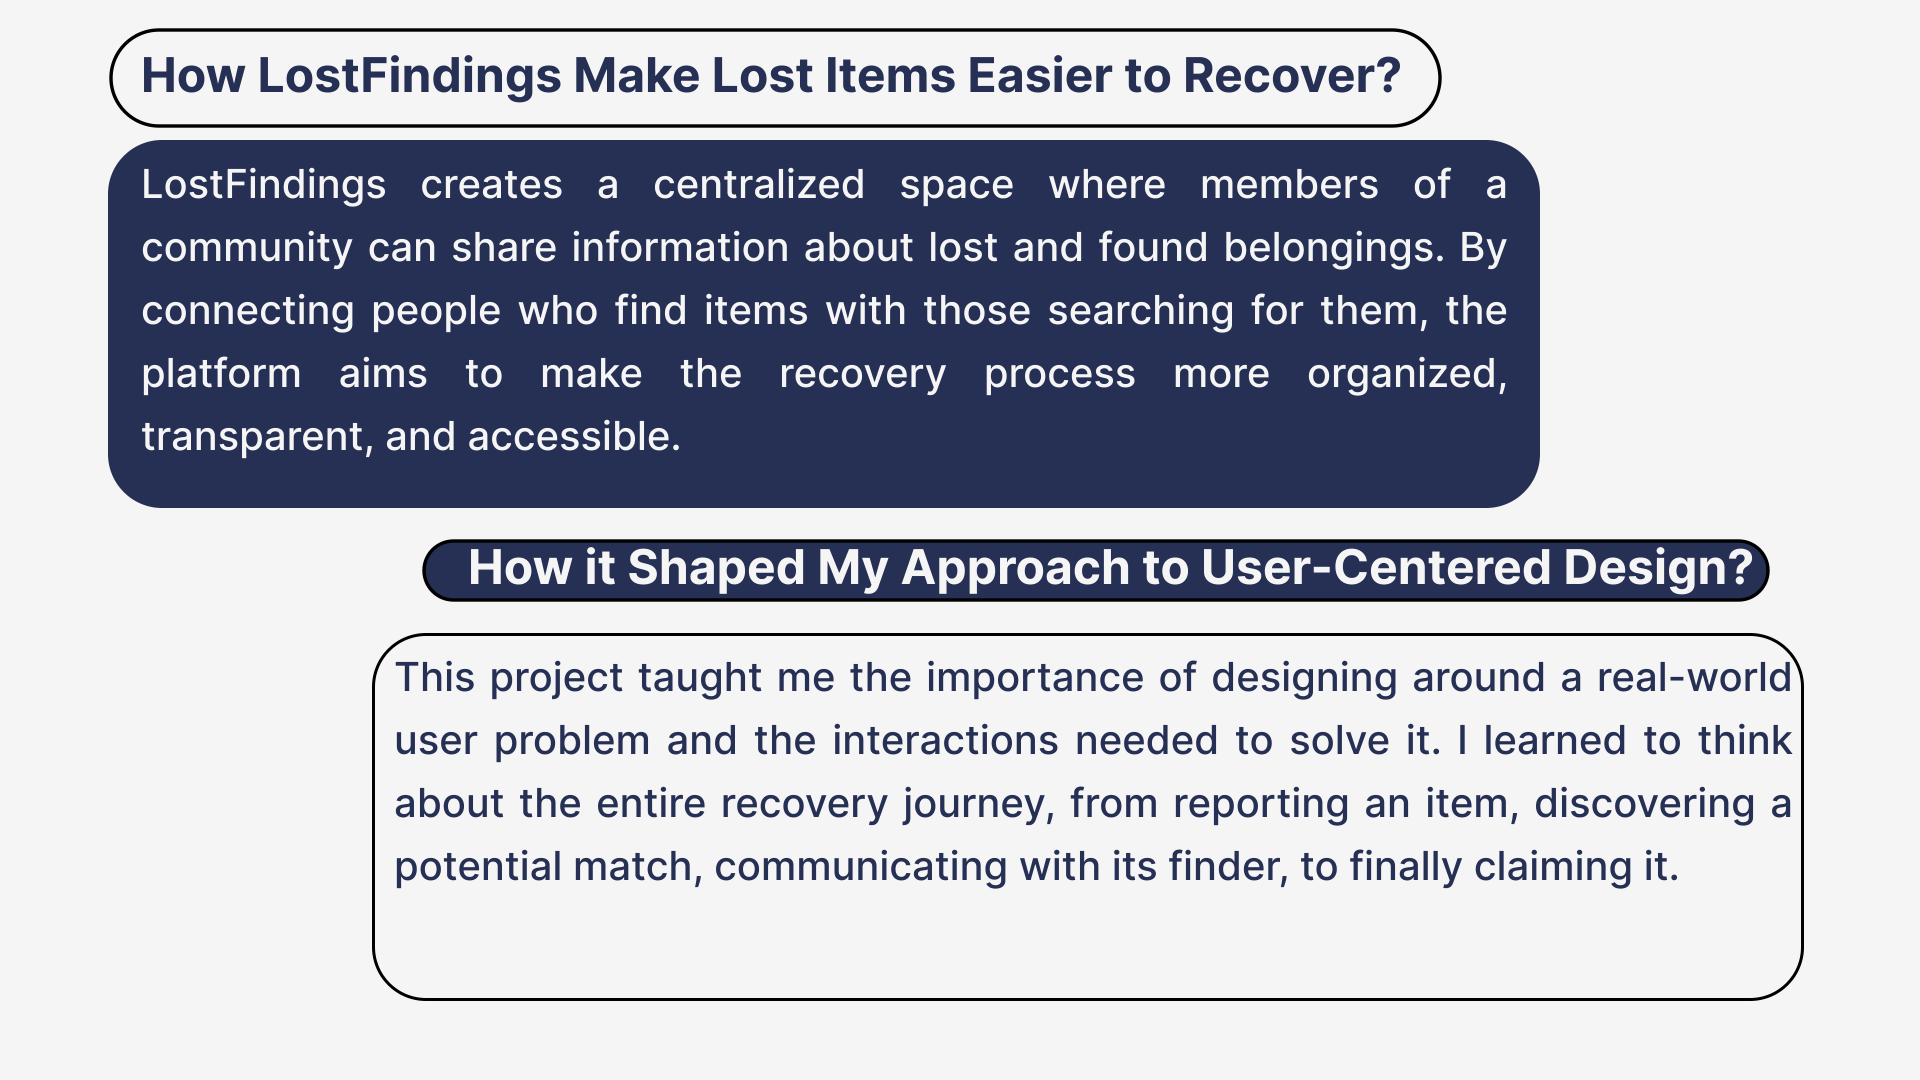 How LostFindings Make Lost Items Easier to Recover?
LostFindings creates a centralized space where members of a
community can share information about lost and found belongings. By
connecting people who find items with those searching for them, the
platform aims to make the recovery process more organized,
transparent, and accessible.
How it Shaped My Approach to User-Centered Design?
This project taught me the importance of designing around a real-world
user problem and the interactions needed to solve it. I learned to think
about the entire recovery journey, from reporting an item, discovering a
potential match, communicating with its finder, to finally claiming it.